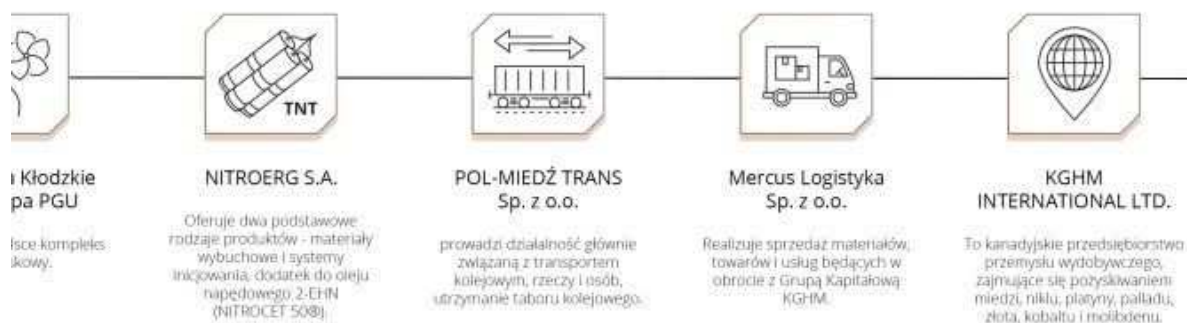 TNT
Kłodzkie
pa PGU
sce kompleks
skowy.
NITROERG S.A.
Oferuje dwa podstawowe
rodzaje produktów - materiały
wybuchowe i systemy
inicjowania, dodatek do oleju
napędowego 2-EHN
(NITROCET 50®)
POL-MIEDŹ TRANS
Sp. z o.o.
prowadzi działalność głównie
związaną z transportem
kolejowym, rzeczy i osób,
utrzymanie taboru kolejowego.
Mercus Logistyka
Sp. z o.o.
Realizuje sprzedaż materiałów,
towarów i usług będących w
obrocie z Grupą Kapitałową
KGHM.
KGHM
INTERNATIONAL LTD.
To kanadyjskie przedsiębiorstwo
przemysłu wydobywczego,
zajmujące się pozyskiwaniem
miedzi, niklu, platyny, palladu,
złota, kobaltu i molibdenu.